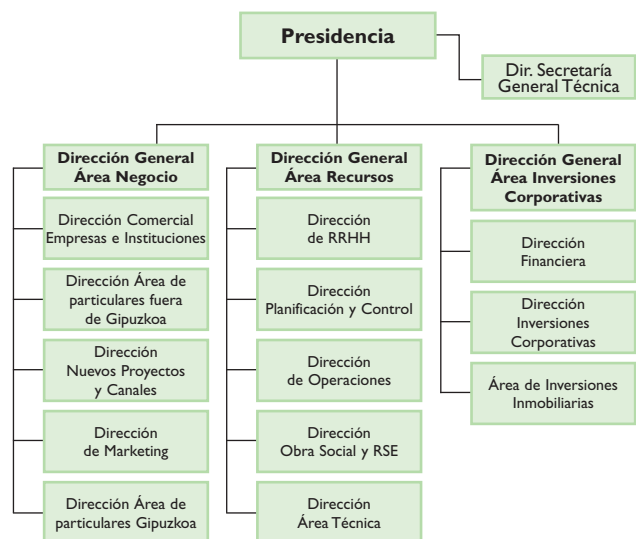 Presidencia
Dir. Secretaría
General Técnica
Dirección General
Área Negocio
Dirección Comercial
Empresas e Instituciones
Dirección Área de
particulares fuera
de Gipuzkoa
Dirección
Nuevos Proyectos
y Canales
Dirección
de Marketing
Dirección Área de
particulares Gipuzkoa
Dirección General
Área Recursos
Dirección
de RRHH
Dirección
Planificación y Control
Dirección
de Operaciones
Dirección
Obra Social y RSE
Dirección
Área Técnica
Dirección General
Área Inversiones
Corporativas
Dirección
Financiera
Dirección
Inversiones
Corporativas
Área de Inversiones
Inmobiliarias